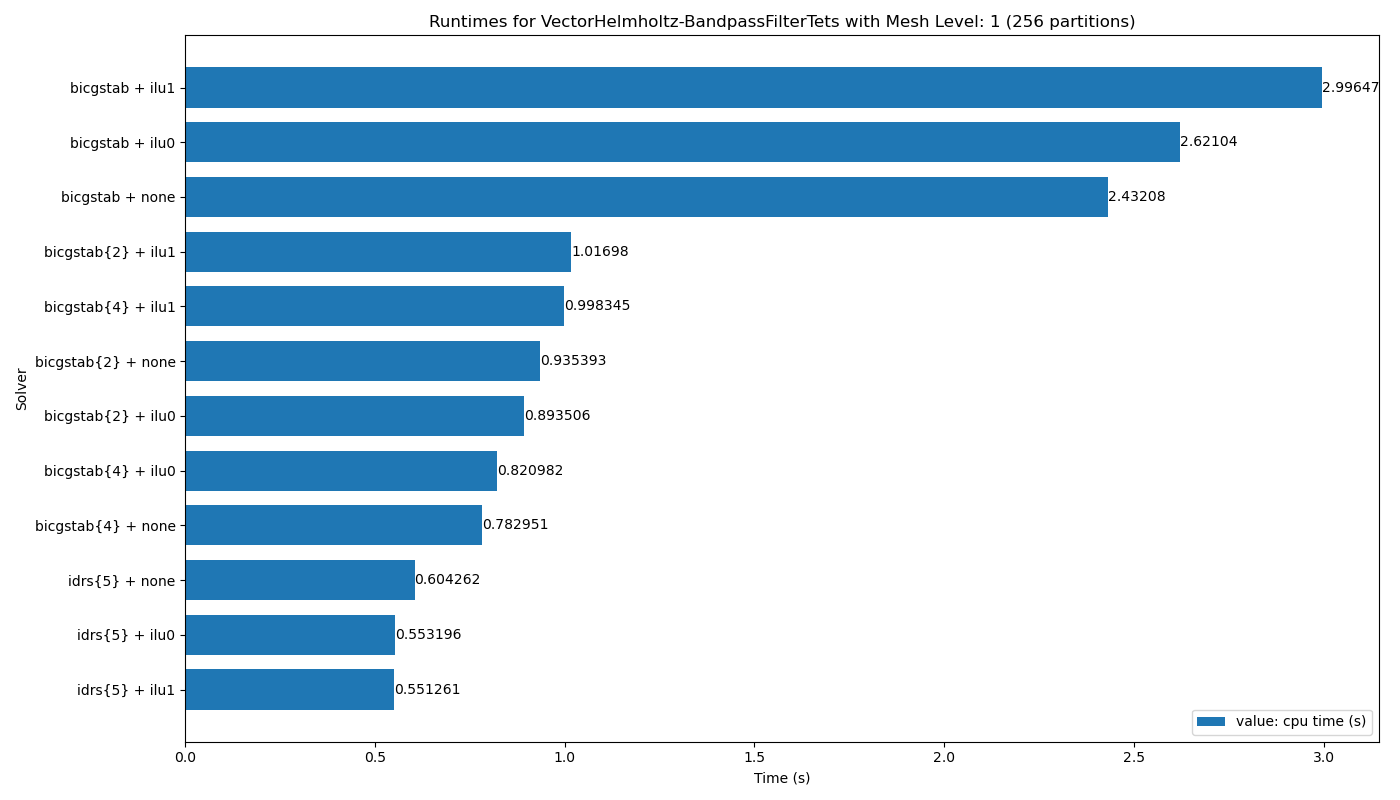 Runtimes for VectorHelmholtz-BandpassFilterTets with Mesh Level: 1 (256 partitions)
bicgstab + ilu1 2.99647
bicgstab + ilu0 2.62104
bicgstab + none 2.43208
bicgstab{2} + ilu1 1.01698
bicgstab{4} + ilu1 0.998345
bicgstab{2} + none 0.935393
bicgstab{2} + ilu0 0.893506
bicgstab{4} + ilu0 0.820982
bicgstab{4} + none 0.782951
idrs{5} + none 0.604262
idrs{5} + ilu0 0.553196
idrs{5} + ilu1 0.551261
Solver
value: cpu time (s)
0.0 0.5 1.0 1.5 2.0 2.5 3.0
Time (s)